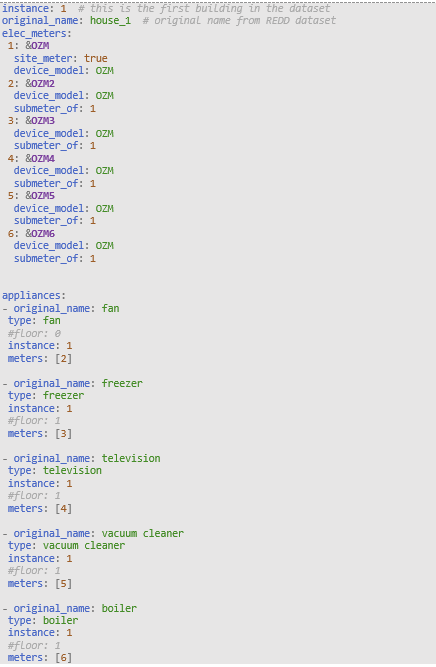 instance: 1  # this is the first building in the dataset
original_name: house_1  # original name from REDD dataset
elec_meters:
1: &OZM
site_meter: true
device_model: OZM
2: &OZM2
device_model: OZM
submeter_of: 1
3: &OZM3
device_model: OZM
submeter_of: 1
4: &OZM4
device_model: OZM
submeter_of: 1
5: &OZM5
device_model: OZM
submeter_of: 1
6: &OZM6
device_model: OZM
submeter_of: 1
appliances:
- original_name: fan
type: fan
#floor: 0
instance: 1
meters: [2]
- original_name: freezer
type: freezer
instance: 1
#floor: 1
meters: [3]
- original_name: television
type: television
instance: 1
#floor: 1
meters: [4]
- original_name: vacuum cleaner
type: vacuum cleaner
instance: 1
#floor: 1
meters: [5]
- original_name: boiler
type: boiler
instance: 1
#floor: 1
meters: [6]